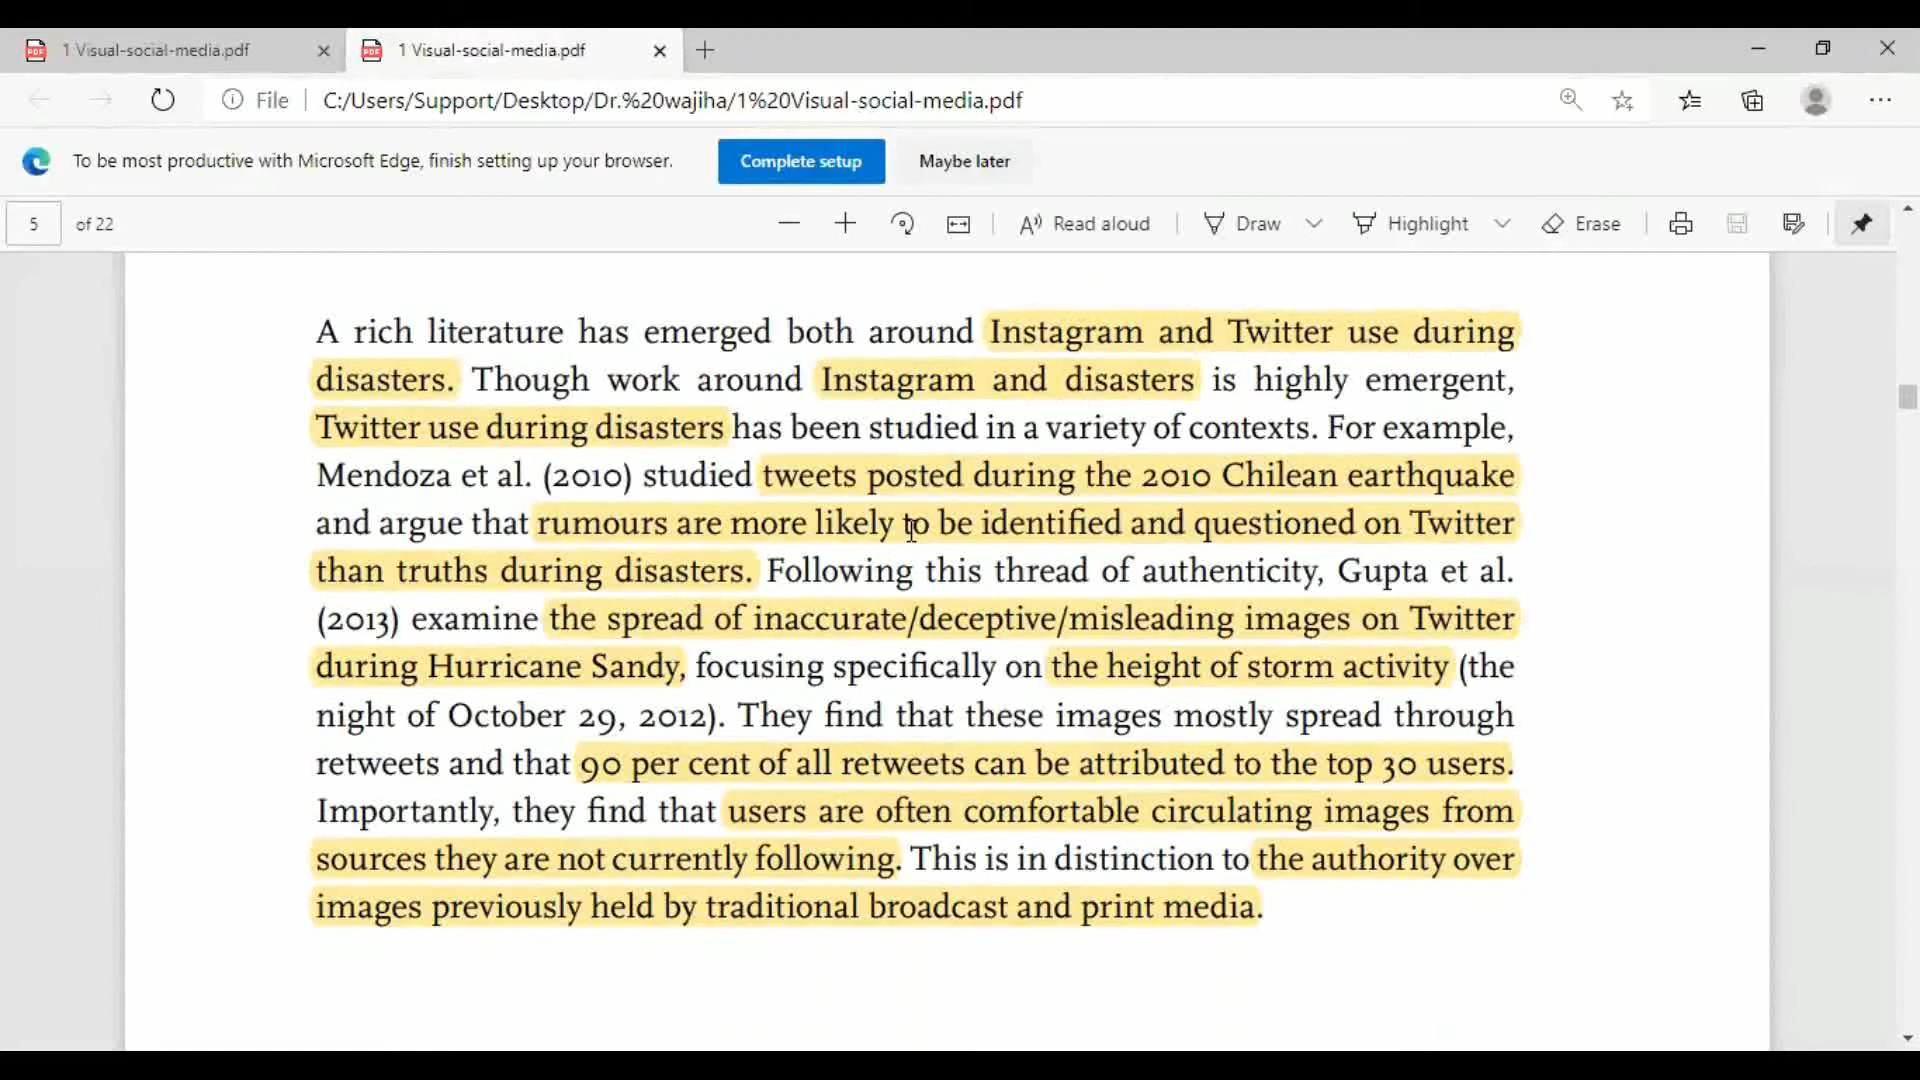 1 Visual-social-media.pdf
1 Visual-social-media.pdf
File
C:/Users/Support/Desktop/Dr.%20wajiha/1%20Visual-social-media.pdf
To be most productive with Microsoft Edge, finish setting up your browser.
Complete setup
Maybe later
5 of 22
Read aloud
Draw
Highlight
Erase
A rich literature has emerged both around Instagram and Twitter use during
disasters. Though work around Instagram and disasters is highly emergent,
Twitter use during disasters has been studied in a variety of contexts. For example,
Mendoza et al. (2010) studied tweets posted during the 2010 Chilean earthquake
and argue that rumours are more likely to be identified and questioned on Twitter
than truths during disasters. Following this thread of authenticity, Gupta et al.
(2013) examine the spread of inaccurate/deceptive/misleading images on Twitter
during Hurricane Sandy, focusing specifically on the height of storm activity (the
night of October 29, 2012). They find that these images mostly spread through
retweets and that 90 per cent of all retweets can be attributed to the top 30 users.
Importantly, they find that users are often comfortable circulating images from
sources they are not currently following. This is in distinction to the authority over
images previously held by traditional broadcast and print media.